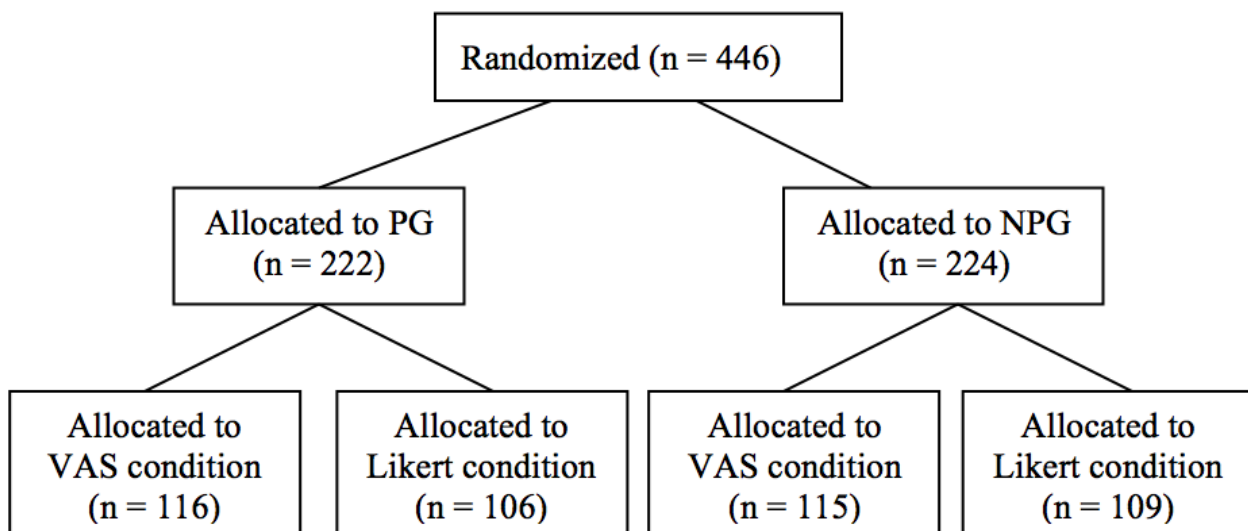 Randomized (n = 446)
Allocated to PG
(n = 222)
Allocated to NPG
(n = 224)
Allocated to
VAS condition
(n = 116)
Allocated to
Likert condition
(n = 106)
Allocated to
VAS condition
(n = 115)
Allocated to
Likert condition
(n = 109)